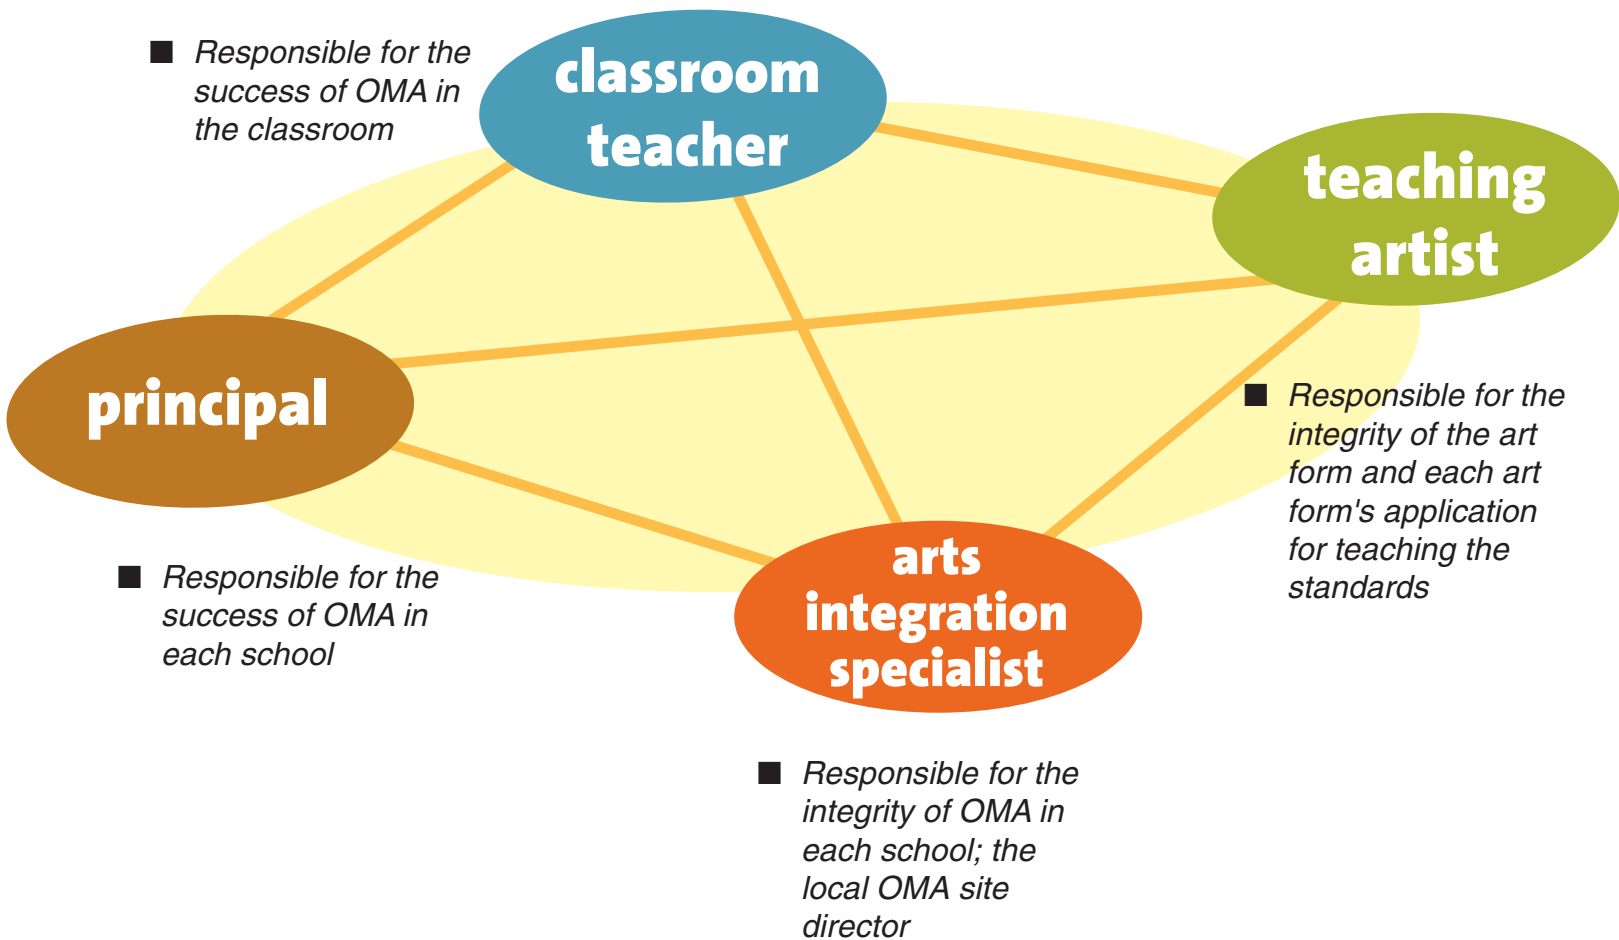 ■ Responsible for the
success of OMA in
the classroom
classroom
teacher
teaching
artist
principal
■ Responsible for the
integrity of the art
form and each art
form's application
for teaching the
standards
■ Responsible for the
success of OMA in
each school
arts
integration
specialist
■ Responsible for the
integrity of OMA in
each school; the
local OMA site
director